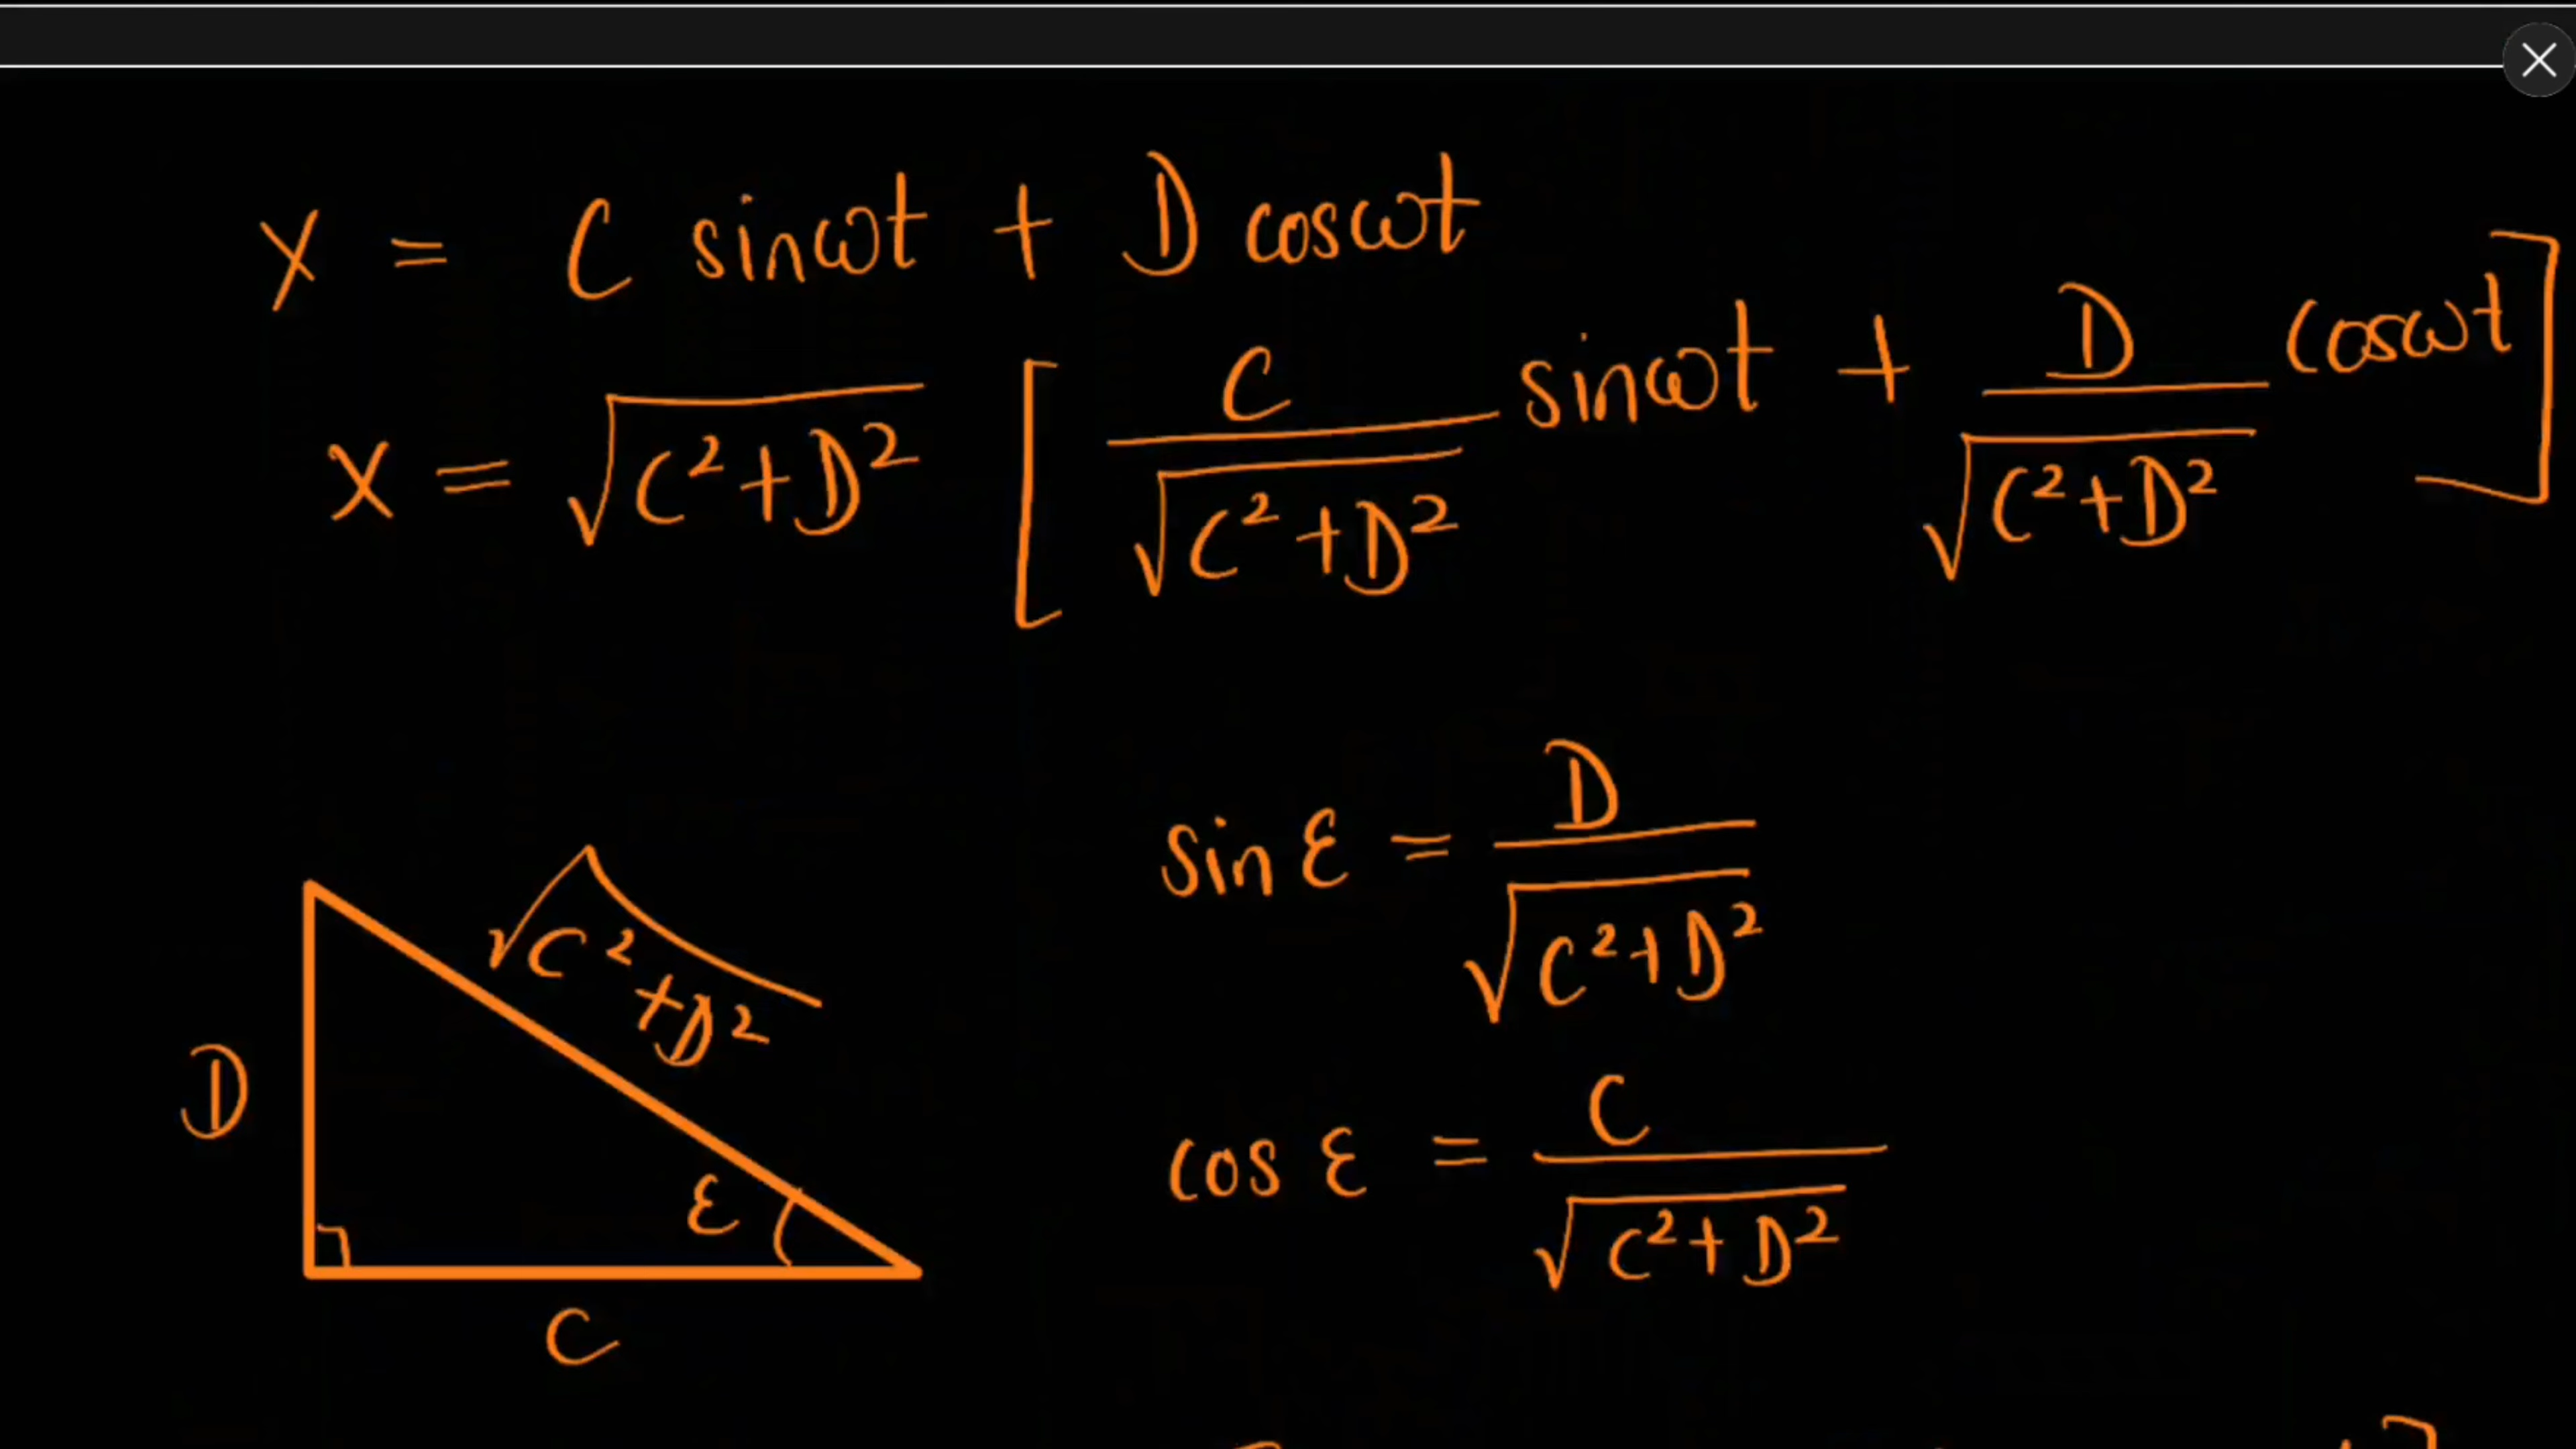 x = C sinωt + D cosωt
x = √(C²+D²) [ C/√(C²+D²) sinωt + D/√(C²+D²) cosωt ]
sin ε = D/√(C²+D²)
√(C²+D²)
D
cos ε = C/√(C²+D²)
ε
C